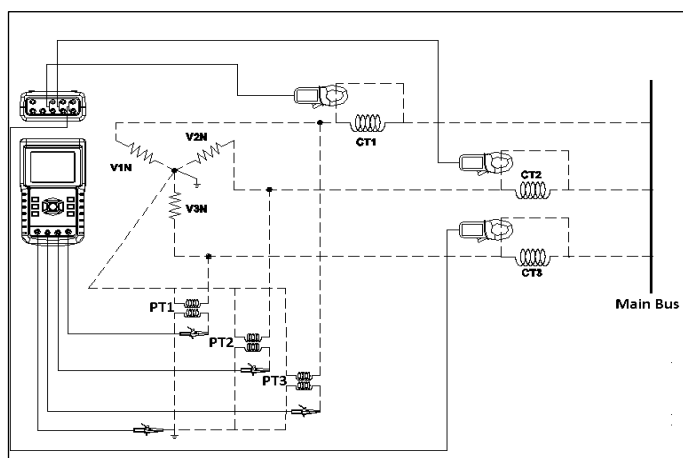 CT1
V2N
V1N
CT2
V3N
CT3
Main Bus
PT1
PT2
PT3